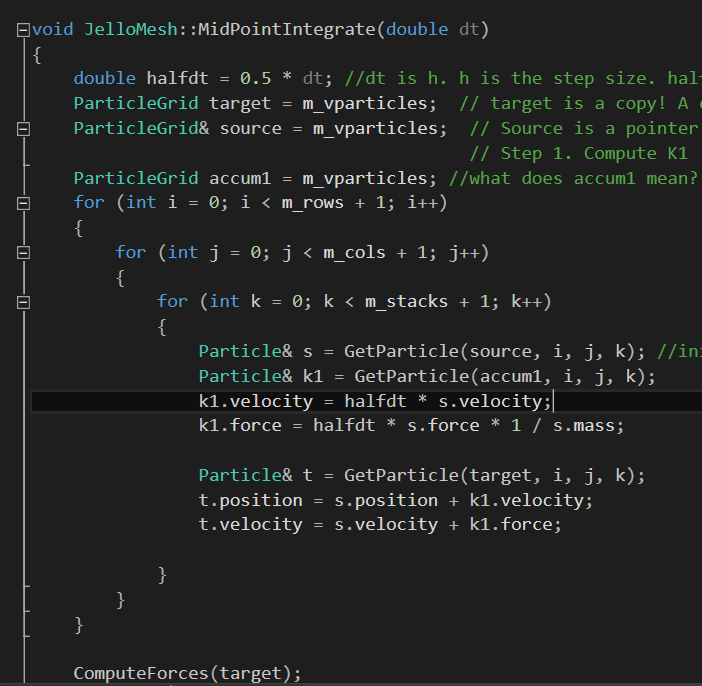 void JelloMesh::MidPointIntegrate(double dt)
{
double halfdt = 0.5 * dt; //dt is h. h is the step size.
ParticleGrid target = m_vparticles; // target is a copy! A
ParticleGrid& source = m_vparticles; // Source is a pointer
// Step 1. Compute K1
ParticleGrid accum1 = m_vparticles; //what does accum1 mean?
for (int i = 0; i < m_rows + 1; i++)
{
for (int j = 0; j < m_cols + 1; j++)
{
for (int k = 0; k < m_stacks + 1; k++)
{
Particle& s = GetParticle(source, i, j, k); //
Particle& k1 = GetParticle(accum1, i, j, k);
k1.velocity = halfdt * s.velocity;
k1.force = halfdt * s.force * 1 / s.mass;
Particle& t = GetParticle(target, i, j, k);
t.position = s.position + k1.velocity;
t.velocity = s.velocity + k1.force;
}
}
}
ComputeForces(target);